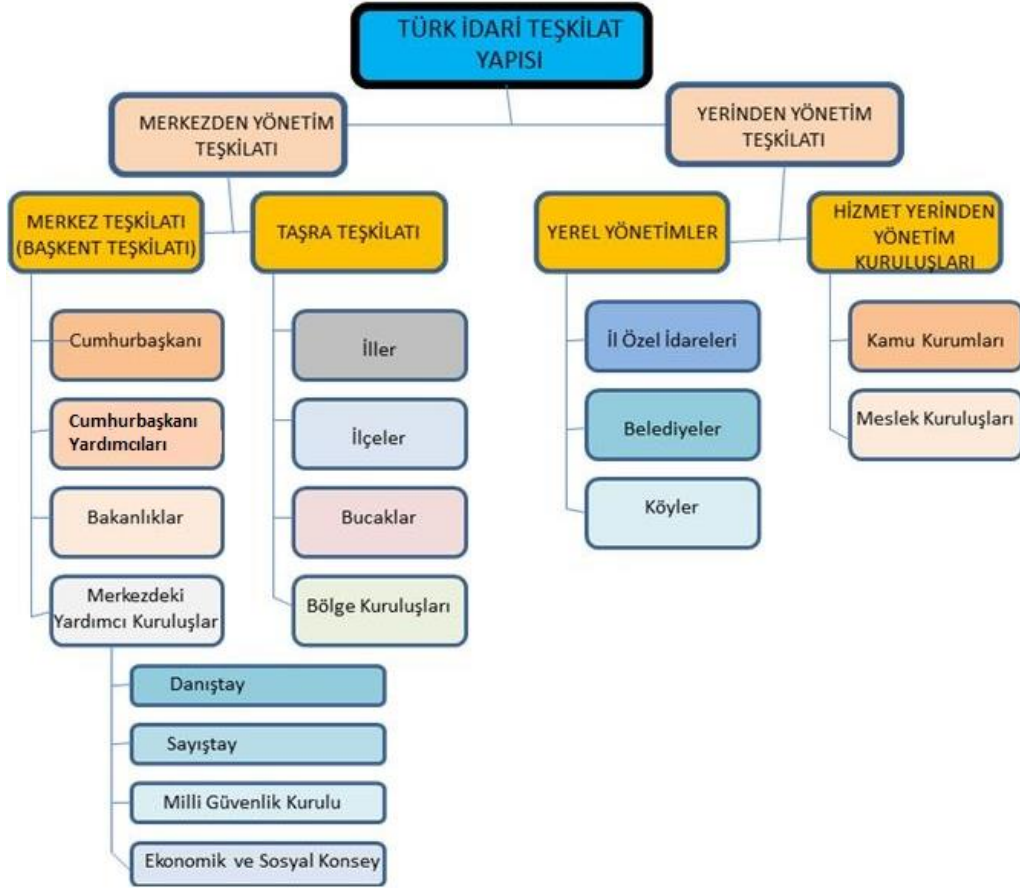 TÜRK İDARİ TEŞKİLAT
YAPISI
MERKEZDEN YÖNETİM
TEŞKİLATI
YERİNDEN YÖNETİM
TEŞKİLATI
MERKEZ TEŞKİLATI
(BAŞKENT TEŞKİLATI)
TAŞRA TEŞKİLATI
YEREL YÖNETİMLER
HİZMET YERİNDEN
YÖNETİM
KURULUŞLARI
Cumhurbaşkanı
Cumhurbaşkanı
Yardımcıları
Bakanlıklar
Merkezdeki
Yardımcı Kuruluşlar
Danıştay
Sayıştay
Milli Güvenlik Kurulu
Ekonomik ve Sosyal Konsey
İller
İlçeler
Bucaklar
Bölge Kuruluşları
İl Özel İdareleri
Belediyeler
Köyler
Kamu Kurumları
Meslek Kuruluşları